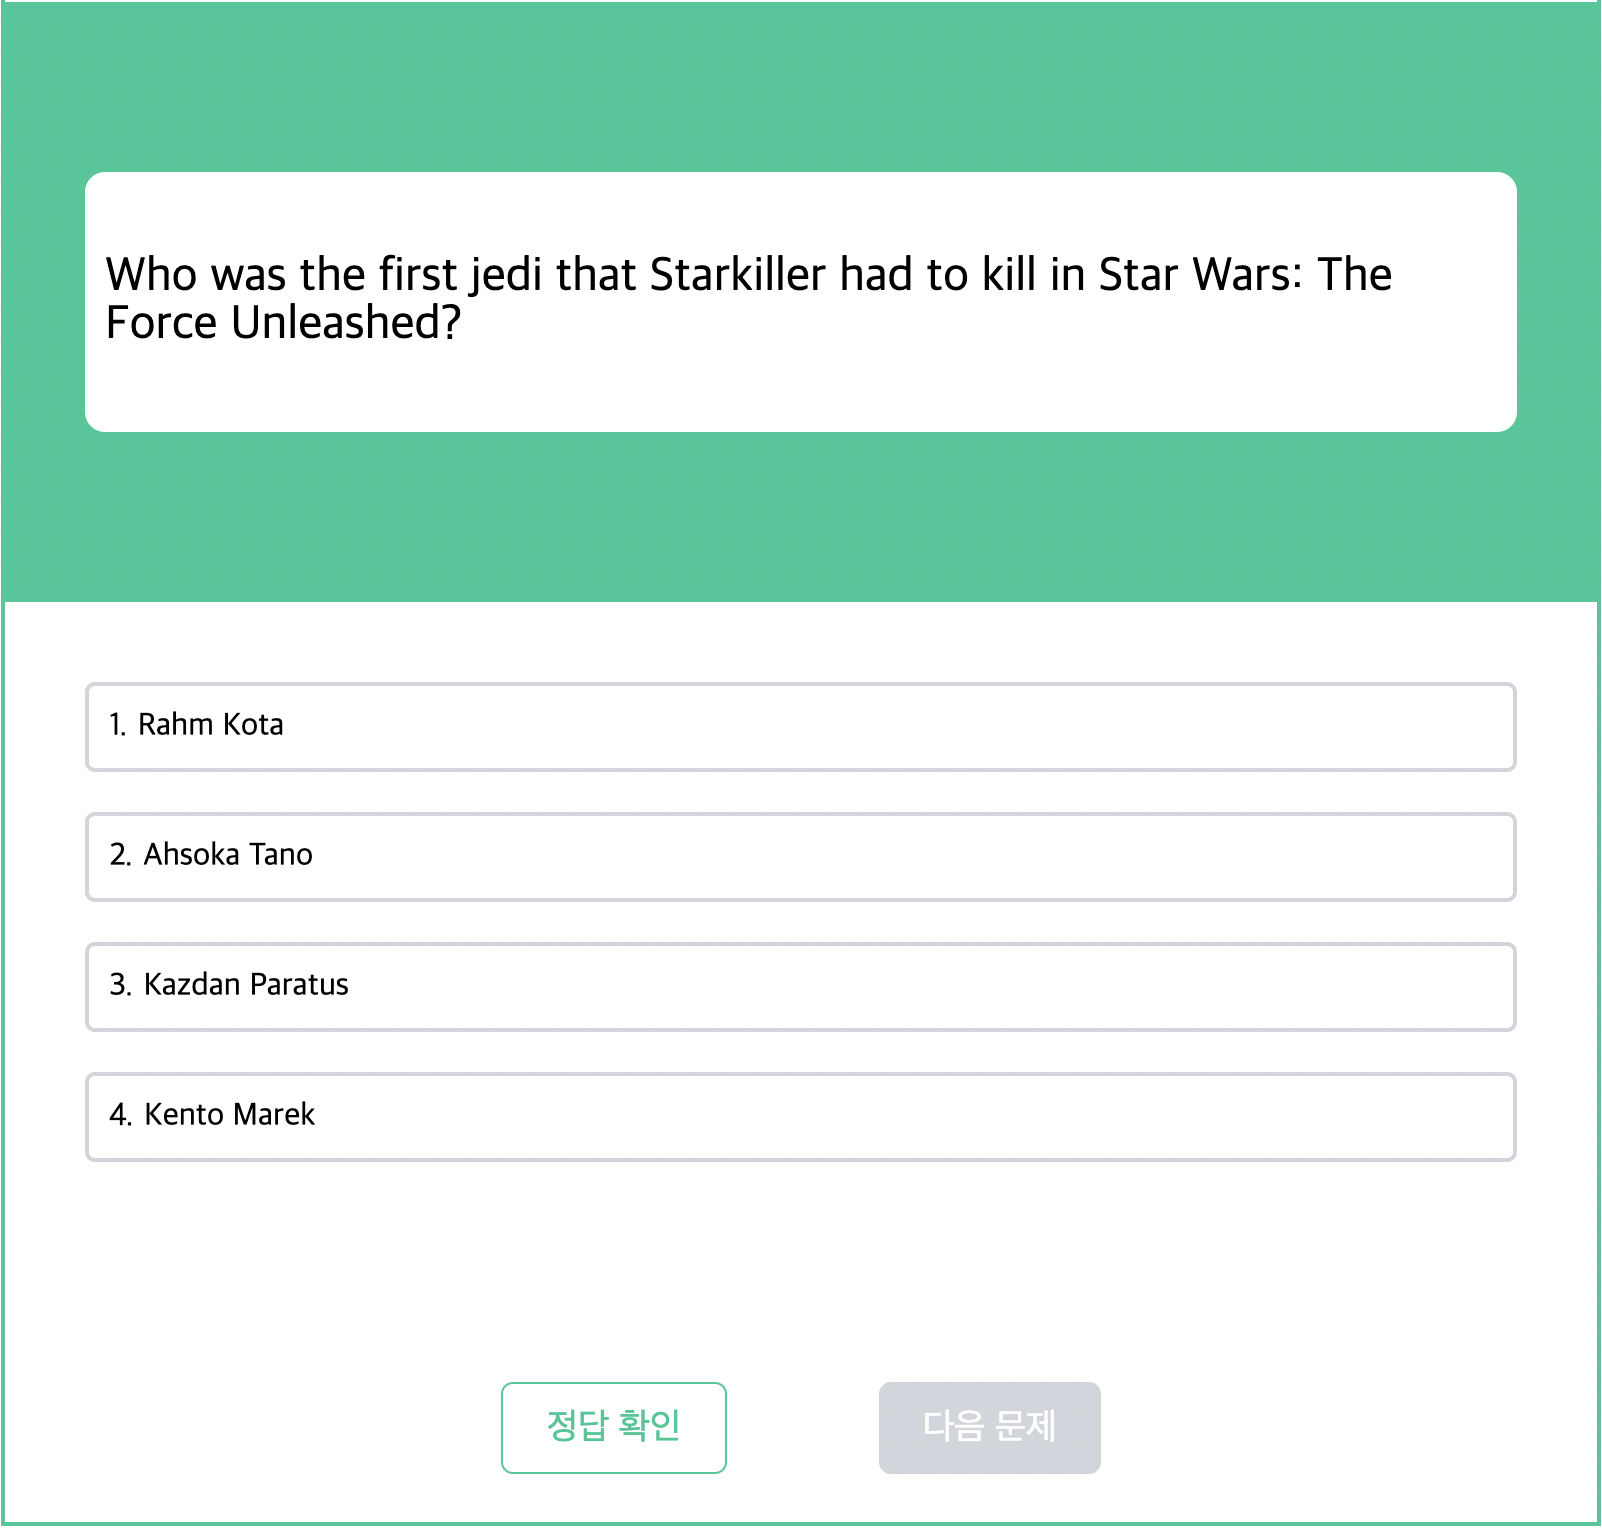 Who was the first jedi that Starkiller had to kill in Star Wars: The
Force Unleashed?
1. Rahm Kota
2. Ahsoka Tano
3. Kazdan Paratus
4. Kento Marek
정답 확인
다음 문제